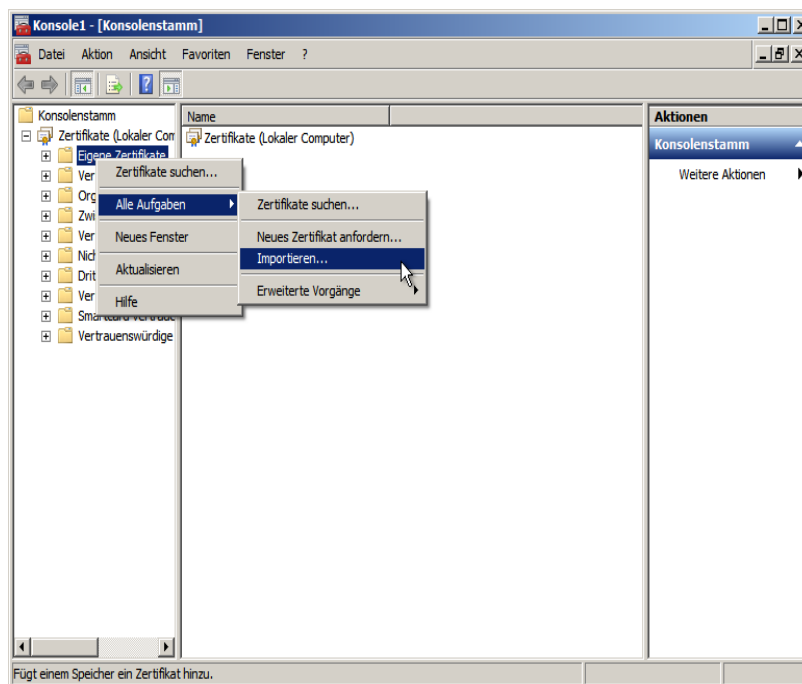 Konsole1 - [Konsolenstamm]
Datei Aktion Ansicht Favoriten Fenster ?
Konsolenstamm
Zertifikate (Lokaler Com
Eigene Zertifikate
Ver
Org
Zwi
Ver
Nich
Drit
Ver
Smartcard vertraue
Vertrauenswürdige
Zertifikate suchen...
Alle Aufgaben
Neues Fenster
Aktualisieren
Hilfe
Zertifikate suchen...
Neues Zertifikat anfordern...
Importieren...
Erweiterte Vorgänge
Name
Zertifikate (Lokaler Computer)
Aktionen
Konsolenstamm
Weitere Aktionen
Fügt einem Speicher ein Zertifikat hinzu.